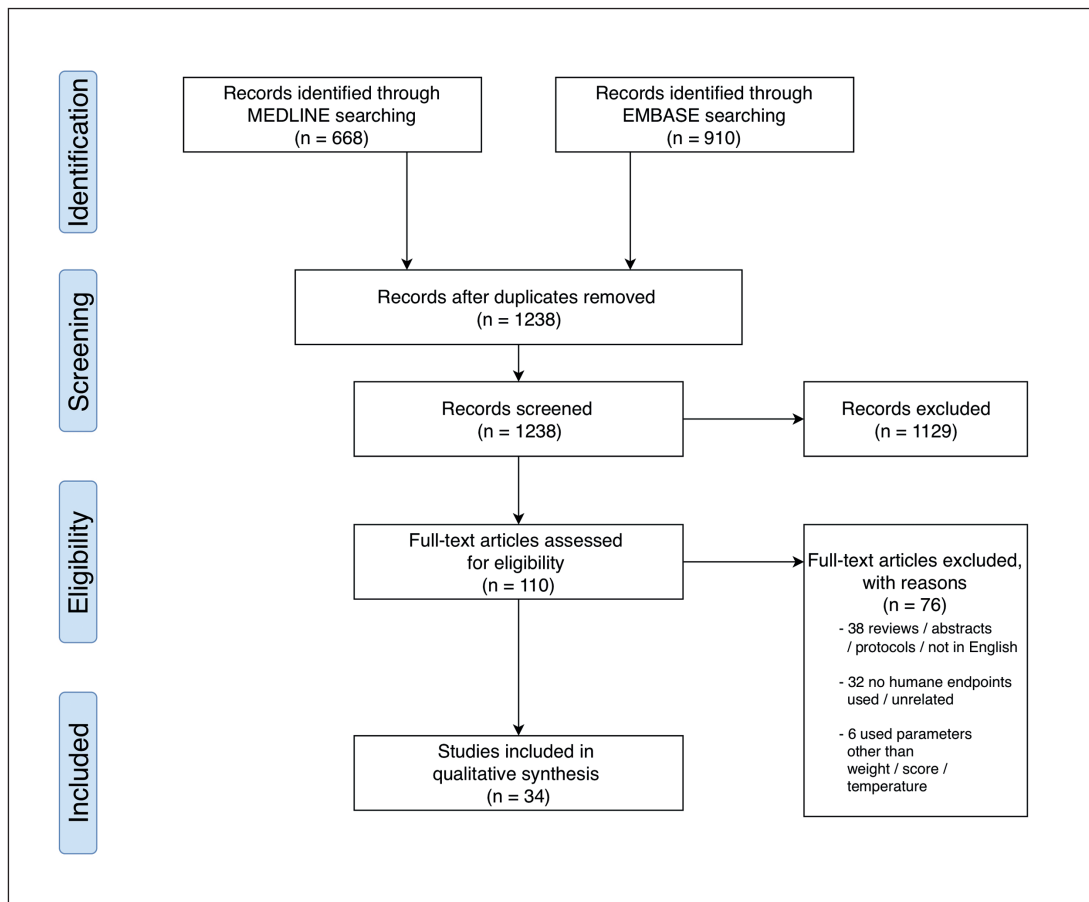 Identification
Records identified through
MEDLINE searching
(n = 668)
Records identified through
EMBASE searching
(n = 910)
Screening
Records after duplicates removed
(n = 1238)
Records screened
(n = 1238)
Records excluded
(n = 1129)
Eligibility
Full-text articles assessed
for eligibility
(n = 110)
Full-text articles excluded,
with reasons
(n = 76)
- 38 reviews / abstracts
/ protocols / not in English
- 32 no humane endpoints
used / unrelated
- 6 used parameters
other than
weight / score /
temperature
Included
Studies included in
qualitative synthesis
(n = 34)